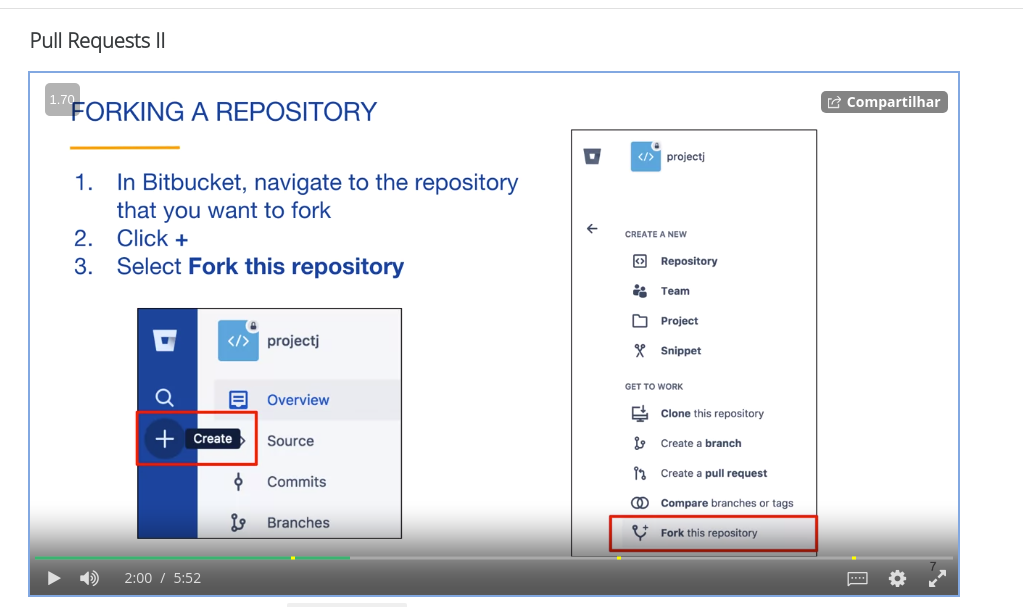 Pull Requests II
1.70
FORKING A REPOSITORY
Compartilhar
1. In Bitbucket, navigate to the repository
that you want to fork
2. Click +
3. Select Fork this repository
projectj
Overview
Create
Source
Commits
Branches
projectj
CREATE A NEW
Repository
Team
Project
Snippet
GET TO WORK
Clone this repository
Create a branch
Create a pull request
Compare branches or tags
Fork this repository
7
2:00 / 5:52